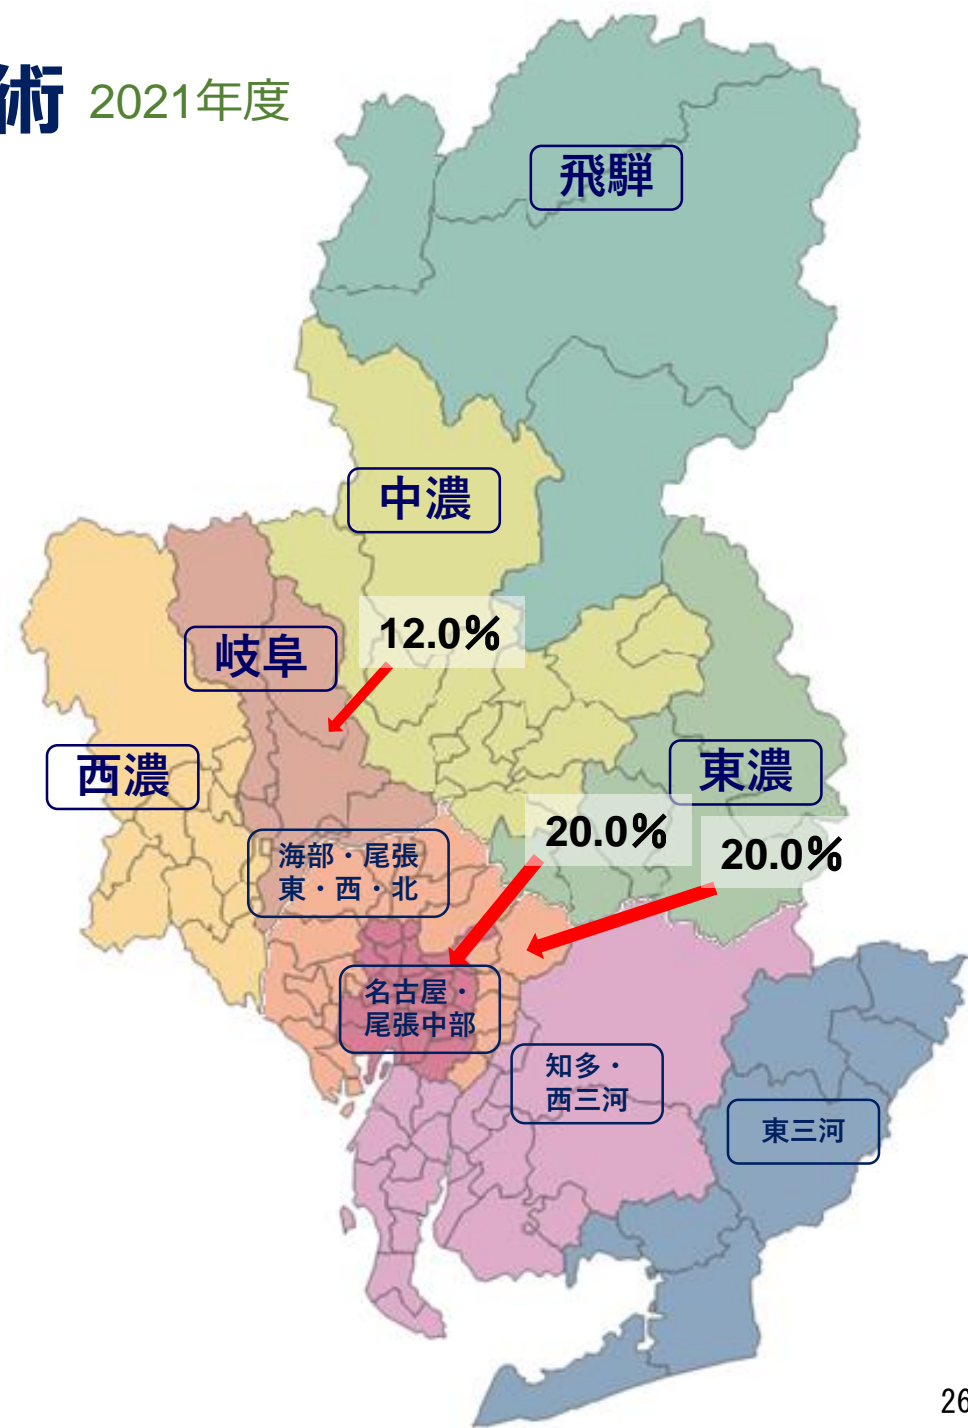 術 2021年度
飛騨
中濃
12.0%
岐阜
西濃
東濃
20.0%
20.0%
海部・尾張
東・西・北
名古屋・
尾張中部
知多・
西三河
東三河
26